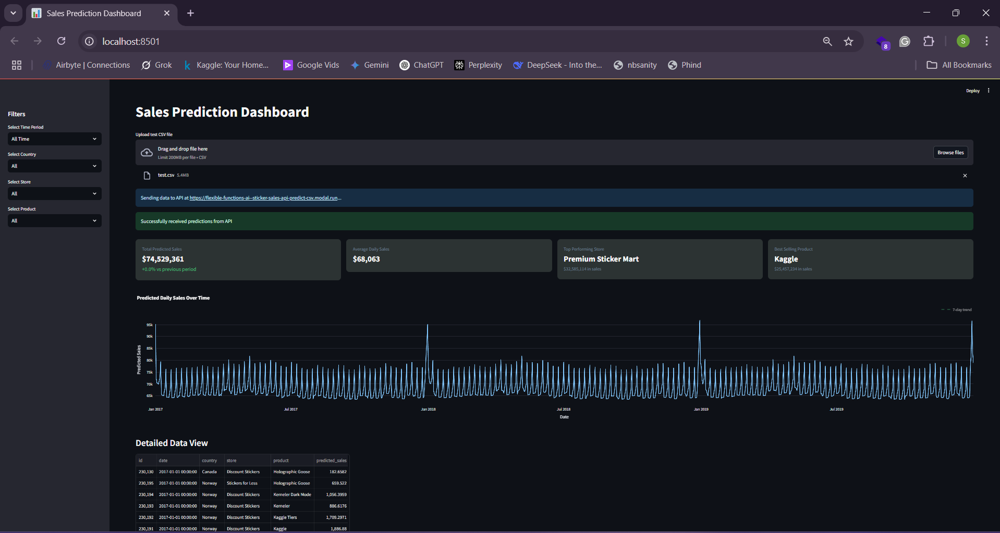 Sales Prediction Dashboard
localhost:8501
8
S
Airbyte | Connections
Grok
Kaggle: Your Home...
Google Vids
Gemini
ChatGPT
Perplexity
DeepSeek - Into the...
nbsanity
Phind
All Bookmarks
Deploy
Filters
Select Time Period
All Time
Select Country
All
Select Store
All
Select Product
All
Sales Prediction Dashboard
Upload test CSV file
Drag and drop file here
Limit 200MB per file • CSV
Browse files
test.csv 5.4MB
Sending data to API at https://flexible-functions-ai--sticker-sales-api-predict-csv.modal.run...
Successfully received predictions from API
Total Predicted Sales
$74,529,361
+0.0% vs previous period
Average Daily Sales
$68,063
Top Performing Store
Premium Sticker Mart
$32,585,114 in sales
Best Selling Product
Kaggle
$25,457,234 in sales
Predicted Daily Sales Over Time
7-day trend
95k
90k
85k
80k
75k
70k
65k
Predicted Sales
Jan 2017 Jul 2017 Jan 2018 Jul 2018 Jan 2019 Jul 2019
Date
Detailed Data View
id date country store product predicted_sales
230,130 2017-01-01 00:00:00 Canada Discount Stickers Holographic Goose 182.6582
230,195 2017-01-01 00:00:00 Norway Stickers for Less Holographic Goose 659.522
230,194 2017-01-01 00:00:00 Norway Discount Stickers Kerneler Dark Mode 1,056.3959
230,193 2017-01-01 00:00:00 Norway Discount Stickers Kerneler 886.6176
230,192 2017-01-01 00:00:00 Norway Discount Stickers Kaggle Tiers 1,709.2971
230,191 2017-01-01 00:00:00 Norway Discount Stickers Kaggle 1,886.88